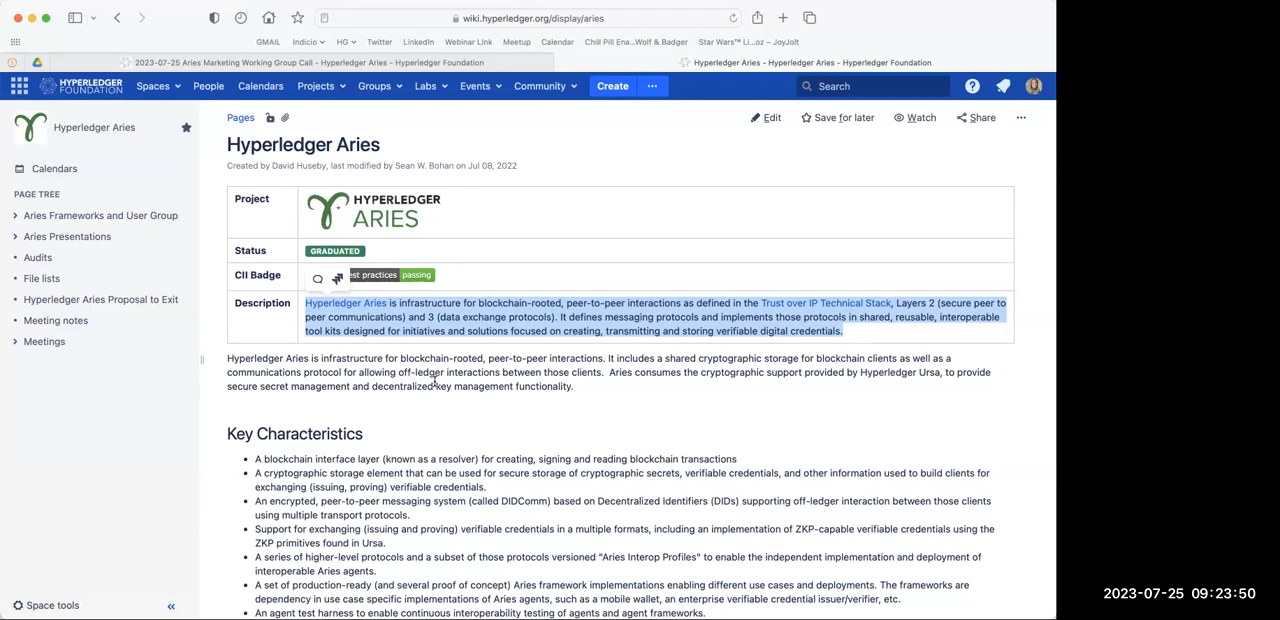 wiki.hyperledger.org/display/aries
GMAIL Indicio HG Twitter LinkedIn Webinar LInk Meetup Calendar Chill Pill Ena...Wolf & Badger Star Wars™ Li...oz – JoyJolt
2023-07-25 Aries Marketing Working Group Call - Hyperledger Aries - Hyperledger Foundation
Hyperledger Aries - Hyperledger Aries - Hyperledger Foundation
HYPERLEDGER FOUNDATION Spaces People Calendars Projects Groups Labs Events Community Create ••• Search
Hyperledger Aries
Calendars
PAGE TREE
Aries Frameworks and User Group
Aries Presentations
Audits
File lists
Hyperledger Aries Proposal to Exit
Meeting notes
Meetings
Space tools
Pages
Edit Save for later Watch Share •••
Hyperledger Aries
Created by David Huseby, last modified by Sean W. Bohan on Jul 08, 2022
Project HYPERLEDGER ARIES
Status GRADUATED
CII Badge est practices passing
Description Hyperledger Aries is infrastructure for blockchain-rooted, peer-to-peer interactions as defined in the Trust over IP Technical Stack, Layers 2 (secure peer to
peer communications) and 3 (data exchange protocols). It defines messaging protocols and implements those protocols in shared, reusable, interoperable
tool kits designed for initiatives and solutions focused on creating, transmitting and storing verifiable digital credentials.
Hyperledger Aries is infrastructure for blockchain-rooted, peer-to-peer interactions. It includes a shared cryptographic storage for blockchain clients as well as a
communications protocol for allowing off-ledger interactions between those clients. Aries consumes the cryptographic support provided by Hyperledger Ursa, to provide
secure secret management and decentralized key management functionality.
Key Characteristics
• A blockchain interface layer (known as a resolver) for creating, signing and reading blockchain transactions
• A cryptographic storage element that can be used for secure storage of cryptographic secrets, verifiable credentials, and other information used to build clients for
exchanging (issuing, proving) verifiable credentials.
• An encrypted, peer-to-peer messaging system (called DIDComm) based on Decentralized Identifiers (DIDs) supporting off-ledger interaction between those clients
using multiple transport protocols.
• Support for exchanging (issuing and proving) verifiable credentials in a multiple formats, including an implementation of ZKP-capable verifiable credentials using the
ZKP primitives found in Ursa.
• A series of higher-level protocols and a subset of those protocols versioned "Aries Interop Profiles" to enable the independent implementation and deployment of
interoperable Aries agents.
• A set of production-ready (and several proof of concept) Aries framework implementations enabling different use cases and deployments. The frameworks are
dependency in use case specific implementations of Aries agents, such as a mobile wallet, an enterprise verifiable credential issuer/verifier, etc.
• An agent test harness to enable continuous interoperability testing of agents and agent frameworks.
2023-07-25 09:23:50